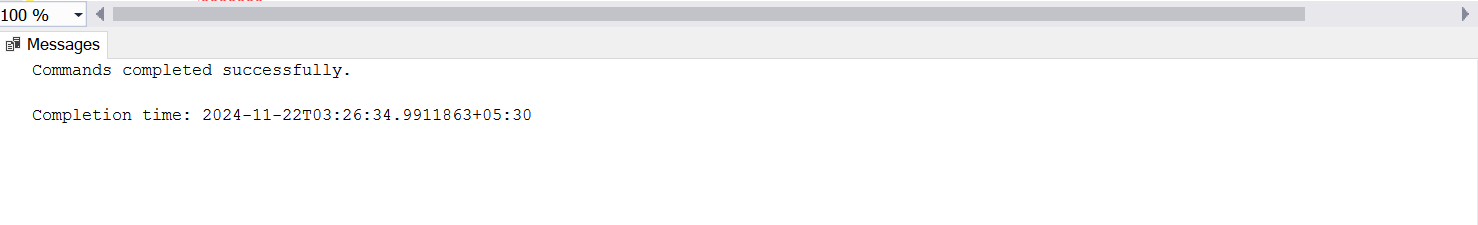 100 %
Messages
Commands completed successfully.
Completion time: 2024-11-22T03:26:34.9911863+05:30